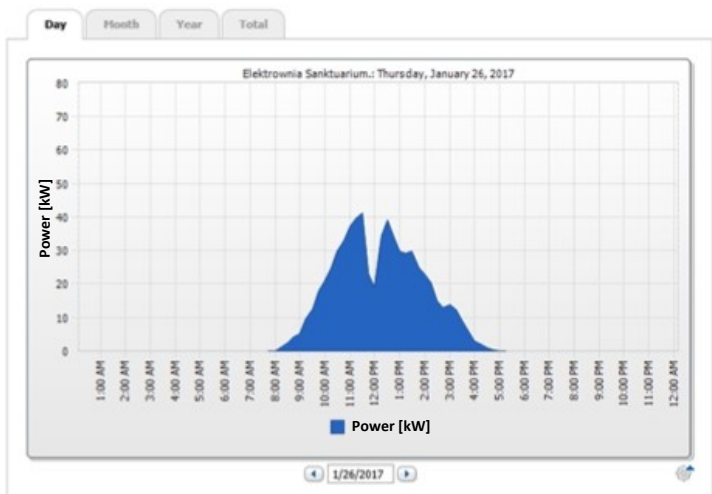 Day Month Year Total
Elektrownia Sanktuarium.: Thursday, January 26, 2017
Power [kW]
80
70
60
50
40
30
20
10
0
1:00 AM
2:00 AM
3:00 AM
4:00 AM
5:00 AM
6:00 AM
7:00 AM
8:00 AM
9:00 AM
10:00 AM
11:00 AM
12:00 PM
1:00 PM
2:00 PM
3:00 PM
4:00 PM
5:00 PM
6:00 PM
7:00 PM
8:00 PM
9:00 PM
10:00 PM
11:00 PM
12:00 AM
Power [kW]
1/26/2017